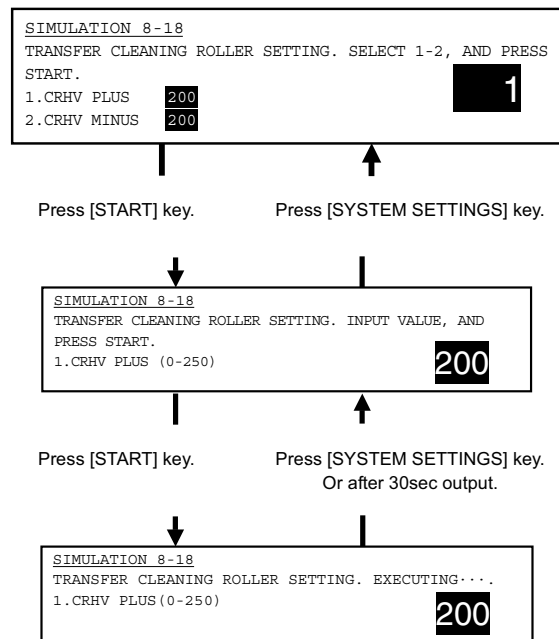 SIMULATION 8-18
TRANSFER CLEANING ROLLER SETTING. SELECT 1-2, AND PRESS
START.
1.CRHV PLUS 200
2.CRHV MINUS 200
1
Press [START] key.
Press [SYSTEM SETTINGS] key.
SIMULATION 8-18
TRANSFER CLEANING ROLLER SETTING. INPUT VALUE, AND
PRESS START.
1.CRHV PLUS (0-250)
200
Press [START] key.
Press [SYSTEM SETTINGS] key.
Or after 30sec output.
SIMULATION 8-18
TRANSFER CLEANING ROLLER SETTING. EXECUTING···.
1.CRHV PLUS(0-250)
200